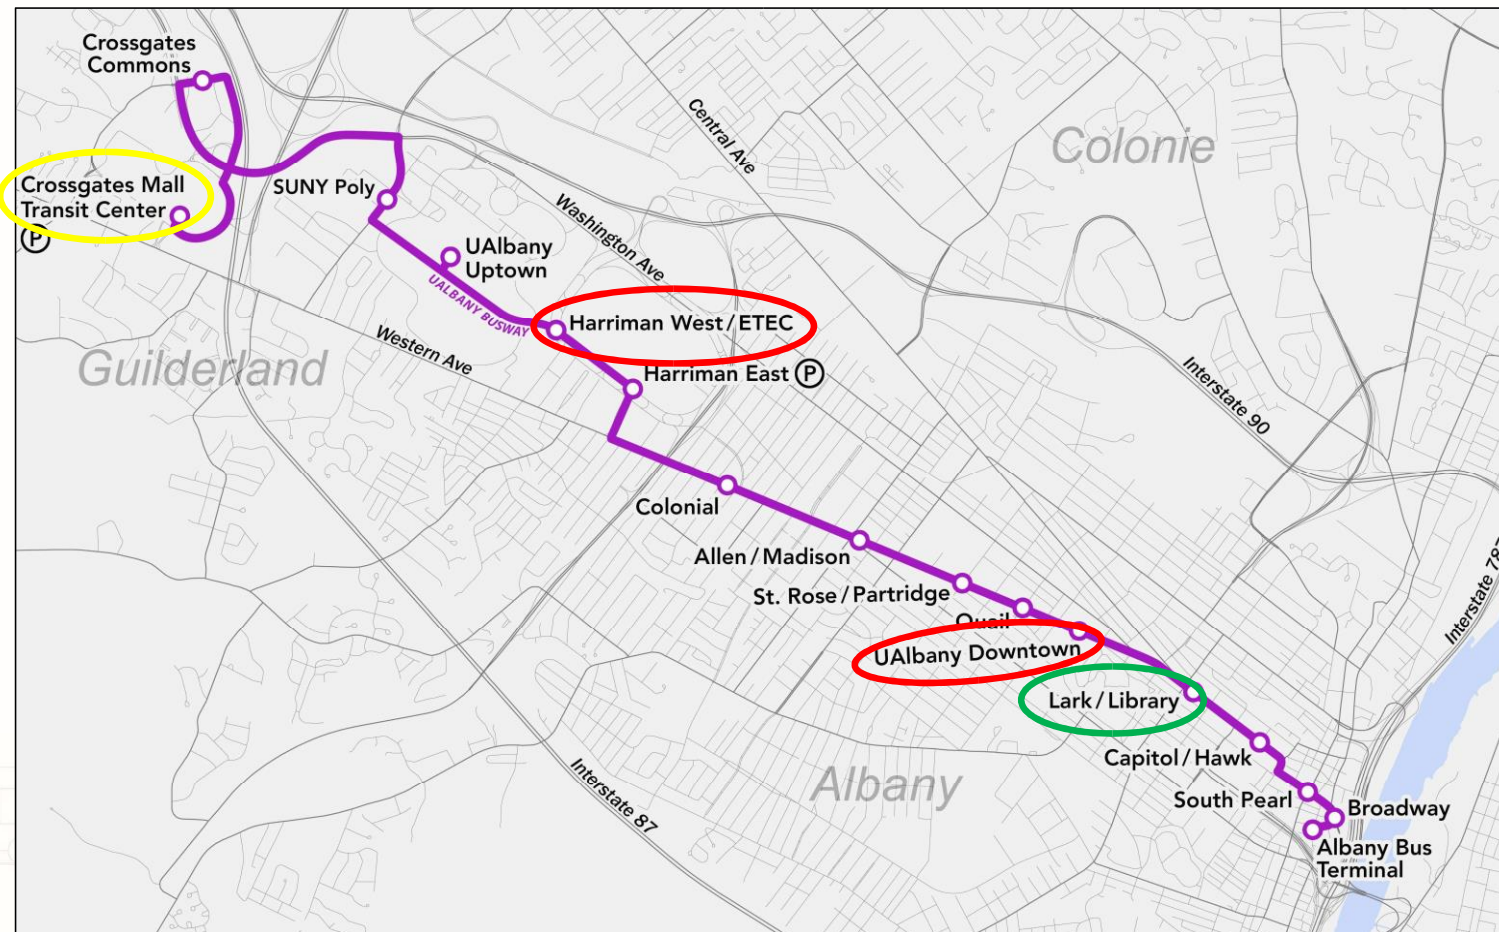 Crossgates
Commons
Central Ave
Colonie
Crossgates Mall
Transit Center
P
SUNY Poly
Washington Ave
UAlbany
Uptown
UALBANY BUSWAY
Harriman West / ETEC
Western Ave
Guilderland
Harriman East P
Interstate 90
Colonial
Allen / Madison
St. Rose / Partridge
Quail
Interstate 787
UAlbany Downtown
Lark / Library
Capitol / Hawk
Interstate 87
Albany
South Pearl
Broadway
Albany Bus
Terminal